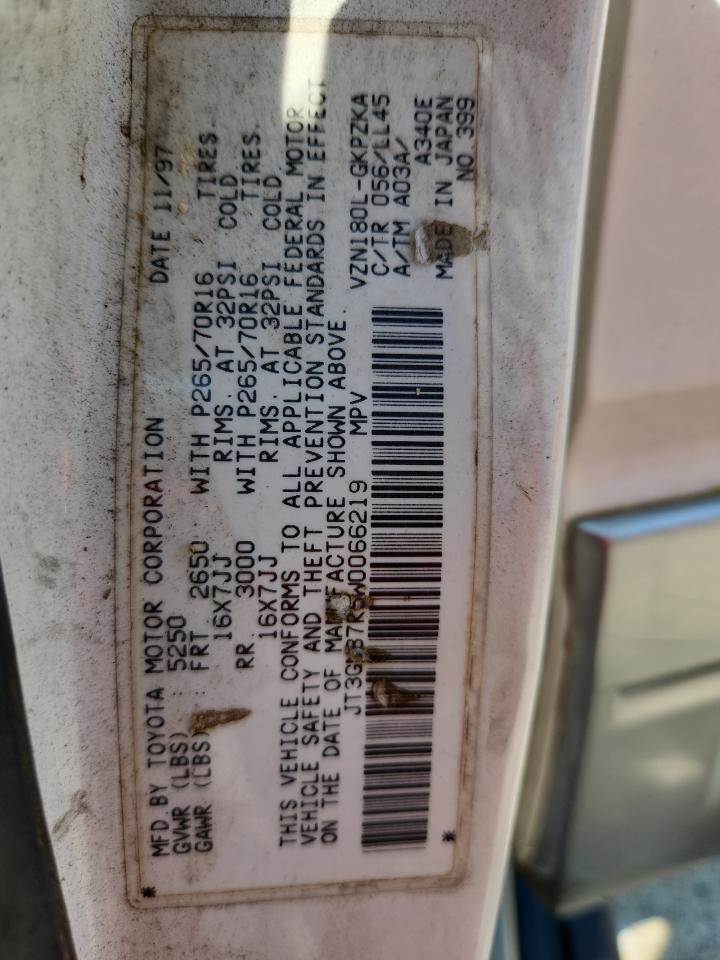 MFD. BY TOYOTA MOTOR CORPORATION DATE 11/97
GVWR (LBS) : 5250
GAWR (LBS) : FRT. 2650 WITH P265/70R16 TIRES.
16X7JJ RIMS. AT 32PSI COLD
RR. 3000 WITH P265/70R16 TIRES.
16X7JJ RIMS. AT 32PSI COLD.
THIS VEHICLE CONFORMS TO ALL APPLICABLE FEDERAL MOTOR
VEHICLE SAFETY AND THEFT PREVENTION STANDARDS IN EFFECT
ON THE DATE OF MANUFACTURE SHOWN ABOVE.
MPV
VZN180L-GKPZKA
C/TR 056/LL45
A/TM A03A/
A340E
MADE IN JAPAN
NO 399